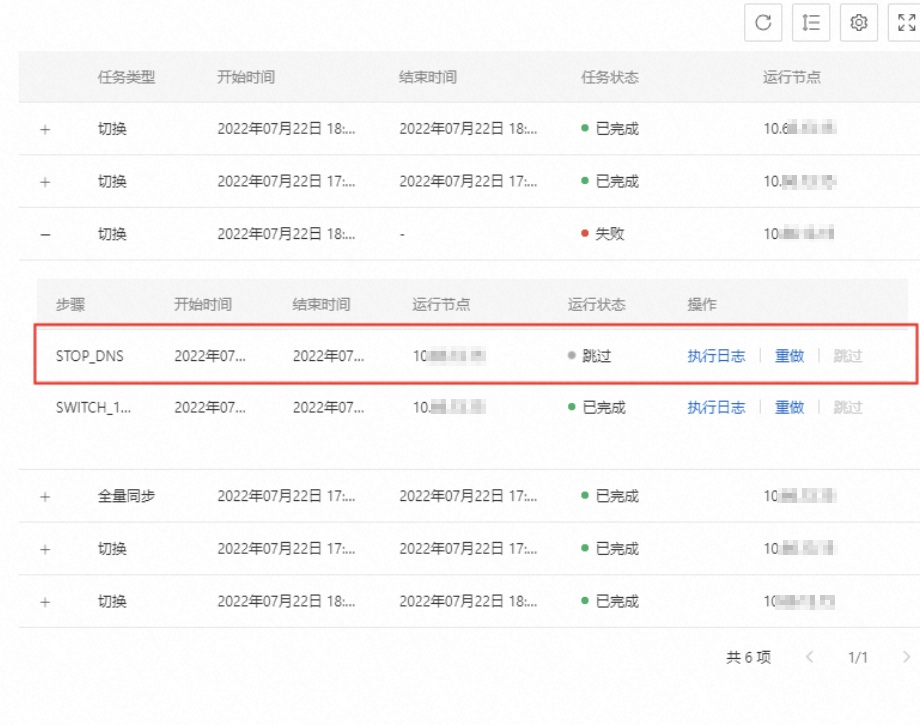 任务类型 开始时间 结束时间 任务状态 运行节点
+ 切换 2022年07月22日 18:... 2022年07月22日 18:... 已完成 10.6
+ 切换 2022年07月22日 17:... 2022年07月22日 17:... 已完成 10.
− 切换 2022年07月22日 18:... - 失败 10
步骤 开始时间 结束时间 运行节点 运行状态 操作
STOP_DNS 2022年07... 2022年07... 10 跳过 执行日志 重做 跳过
SWITCH_1... 2022年07... 2022年07... 10. 已完成 执行日志 重做 跳过
+ 全量同步 2022年07月22日 17:... 2022年07月22日 17:... 已完成 10
+ 切换 2022年07月22日 17:... 2022年07月22日 17:... 已完成 10
+ 切换 2022年07月22日 18:... 2022年07月22日 18:... 已完成 10
共 6 项 1/1